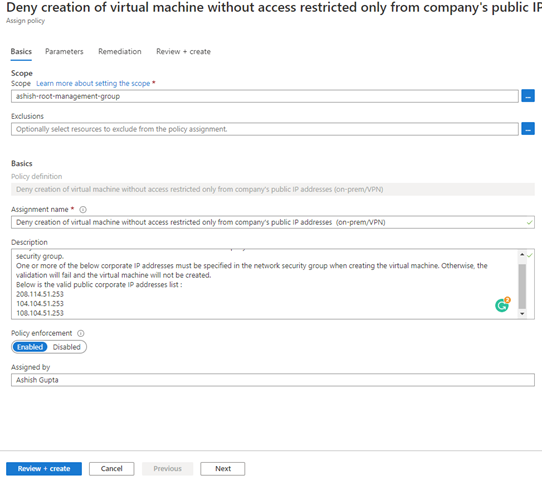 Deny creation of virtual machine without access restricted only from company's public IP
Assign policy
Basics Parameters Remediation Review + create
Scope
Scope Learn more about setting the scope *
ashish-root-management-group
...
Exclusions
Optionally select resources to exclude from the policy assignment.
...
Basics
Policy definition
Deny creation of virtual machine without access restricted only from company's public IP addresses (on-prem/VPN)
Assignment name *
Deny creation of virtual machine without access restricted only from company's public IP addresses (on-prem/VPN)
Description
security group.
One or more of the below corporate IP addresses must be specified in the network security group when creating the virtual machine. Otherwise, the
validation will fail and the virtual machine will not be created.
Below is the valid public corporate IP addresses list :
208.114.51.253
104.104.51.253
108.104.51.253
Policy enforcement
Enabled Disabled
Assigned by
Ashish Gupta
Review + create Cancel Previous Next